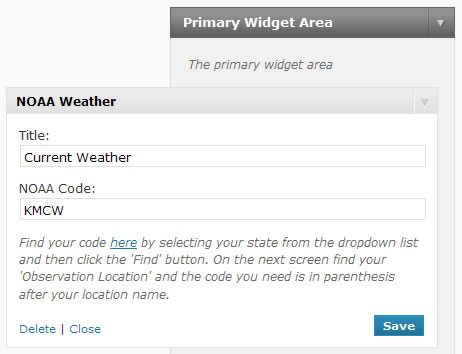 Primary Widget Area
The primary widget area
NOAA Weather
Title:
Current Weather
NOAA Code:
KMCW
Find your code here by selecting your state from the dropdown list
and then click the 'Find' button. On the next screen find your
'Observation Location' and the code you need is in parenthesis
after your location name.
Delete | Close
Save